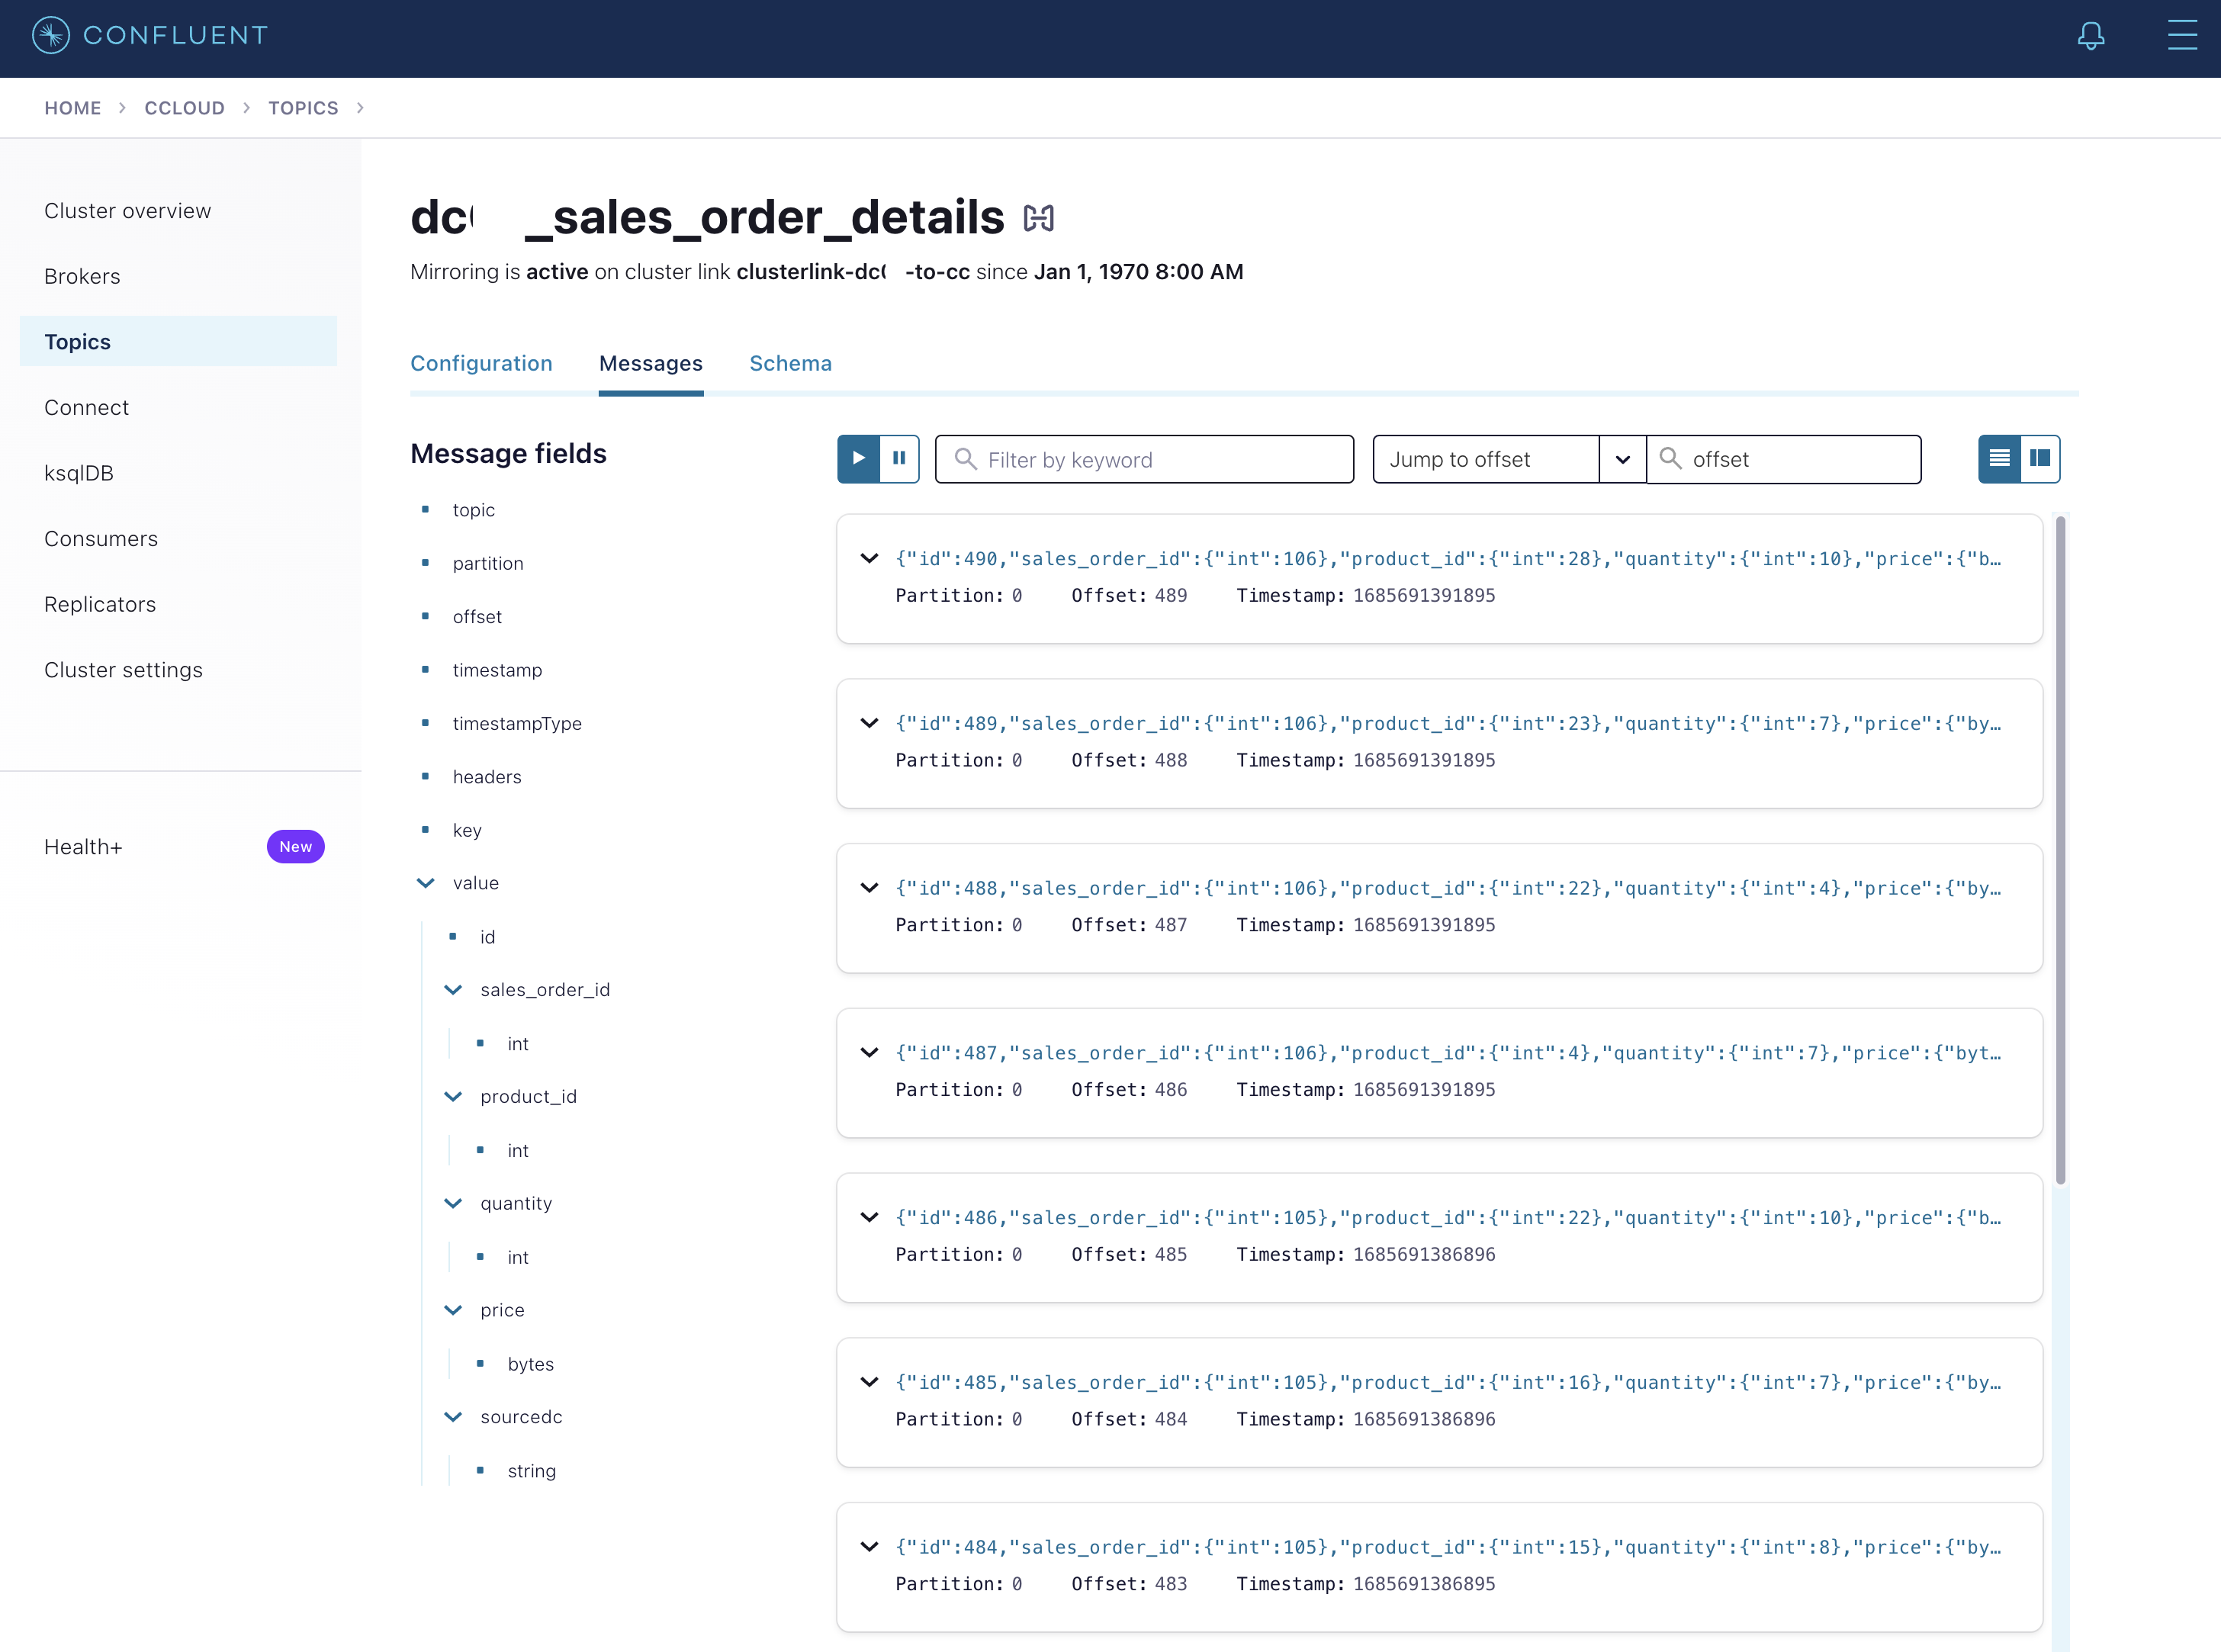 CONFLUENT
HOME > CCLOUD > TOPICS >
Cluster overview
Brokers
Topics
Connect
ksqlDB
Consumers
Replicators
Cluster settings
Health+ New
dc _sales_order_details
Mirroring is active on cluster link clusterlink-dc -to-cc since Jan 1, 1970 8:00 AM
Configuration Messages Schema
Message fields
topic
partition
offset
timestamp
timestampType
headers
key
value
id
sales_order_id
int
product_id
int
quantity
int
price
bytes
sourcedc
string
Filter by keyword Jump to offset offset
{"id":490,"sales_order_id":{"int":106},"product_id":{"int":28},"quantity":{"int":10},"price":{"b…
Partition: 0 Offset: 489 Timestamp: 1685691391895
{"id":489,"sales_order_id":{"int":106},"product_id":{"int":23},"quantity":{"int":7},"price":{"by…
Partition: 0 Offset: 488 Timestamp: 1685691391895
{"id":488,"sales_order_id":{"int":106},"product_id":{"int":22},"quantity":{"int":4},"price":{"by…
Partition: 0 Offset: 487 Timestamp: 1685691391895
{"id":487,"sales_order_id":{"int":106},"product_id":{"int":4},"quantity":{"int":7},"price":{"byt…
Partition: 0 Offset: 486 Timestamp: 1685691391895
{"id":486,"sales_order_id":{"int":105},"product_id":{"int":22},"quantity":{"int":10},"price":{"b…
Partition: 0 Offset: 485 Timestamp: 1685691386896
{"id":485,"sales_order_id":{"int":105},"product_id":{"int":16},"quantity":{"int":7},"price":{"by…
Partition: 0 Offset: 484 Timestamp: 1685691386896
{"id":484,"sales_order_id":{"int":105},"product_id":{"int":15},"quantity":{"int":8},"price":{"by…
Partition: 0 Offset: 483 Timestamp: 1685691386895